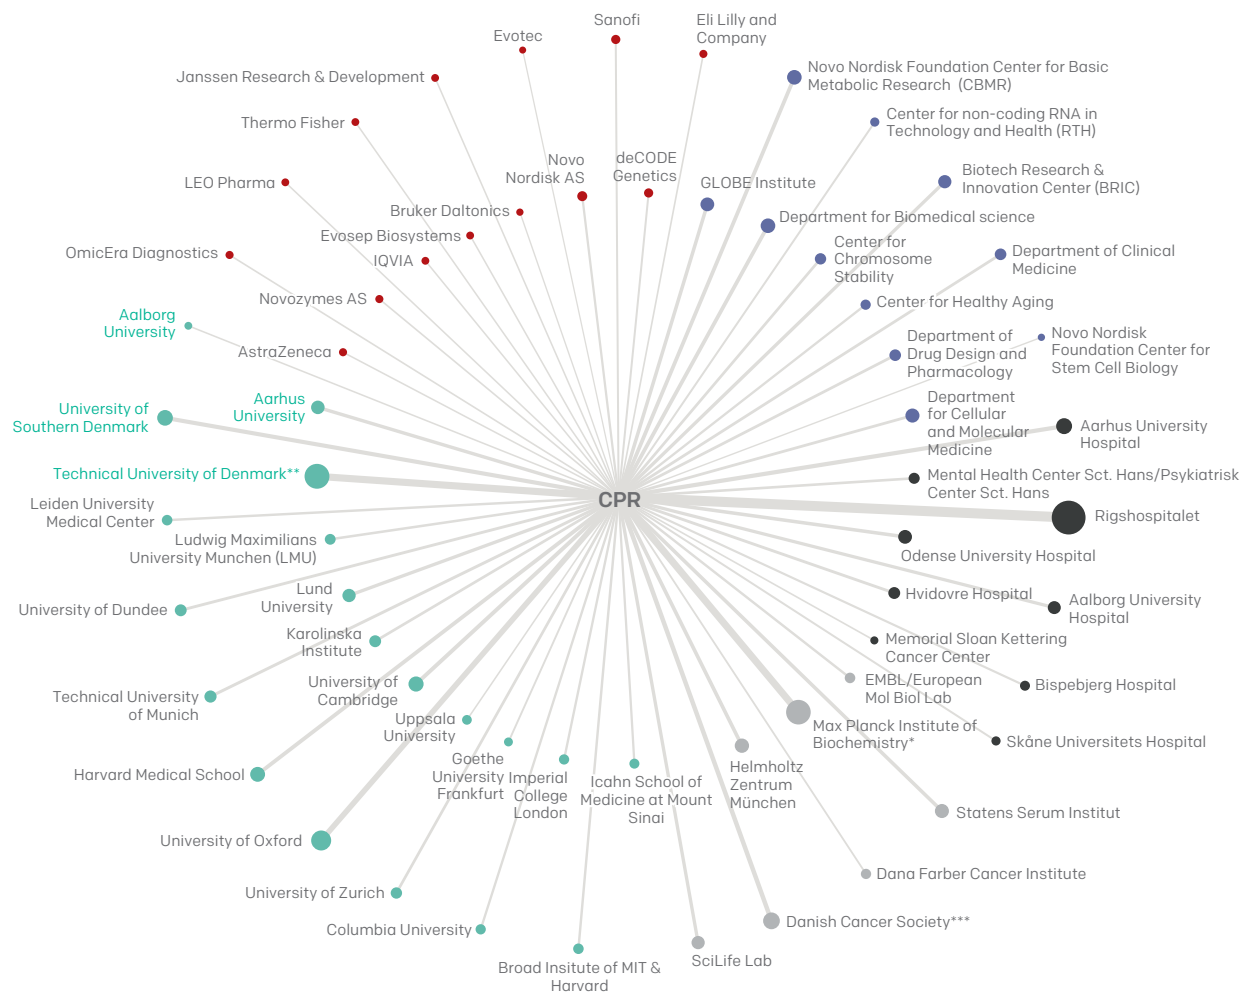 Sanofi
Eli Lilly and
Company
Evotec
Janssen Research & Development
Novo Nordisk Foundation Center for Basic
Metabolic Research (CBMR)
Thermo Fisher
Center for non-coding RNA in
Technology and Health (RTH)
Novo
Nordisk AS
deCODE
Genetics
LEO Pharma
GLOBE Institute
Biotech Research &
Innovation Center (BRIC)
Bruker Daltonics
Department for Biomedical science
Evosep Biosystems
Center for
Chromosome
Stability
OmicEra Diagnostics
IQVIA
Department of Clinical
Medicine
Novozymes AS
Center for Healthy Aging
Aalborg
University
AstraZeneca
Department of
Drug Design and
Pharmacology
Novo Nordisk
Foundation Center for
Stem Cell Biology
University of
Southern Denmark
Aarhus
University
Department
for Cellular
and Molecular
Medicine
Aarhus University
Hospital
Technical University of Denmark**
Mental Health Center Sct. Hans/Psykiatrisk
Center Sct. Hans
CPR
Leiden University
Medical Center
Rigshospitalet
Ludwig Maximilians
University Munchen (LMU)
Odense University Hospital
University of Dundee
Lund
University
Hvidovre Hospital
Aalborg University
Hospital
Karolinska
Institute
Memorial Sloan Kettering
Cancer Center
Technical University
of Munich
University of
Cambridge
EMBL/European
Mol Biol Lab
Bispebjerg Hospital
Uppsala
University
Max Planck Institute of
Biochemistry*
Skåne Universitets Hospital
Harvard Medical School
Goethe
University
Frankfurt
Imperial
College
London
Icahn School of
Medicine at Mount
Sinai
Helmholtz
Zentrum
München
Statens Serum Institut
University of Oxford
Dana Farber Cancer Institute
University of Zurich
Columbia University
Danish Cancer Society***
Broad Insitute of MIT &
Harvard
SciLife Lab